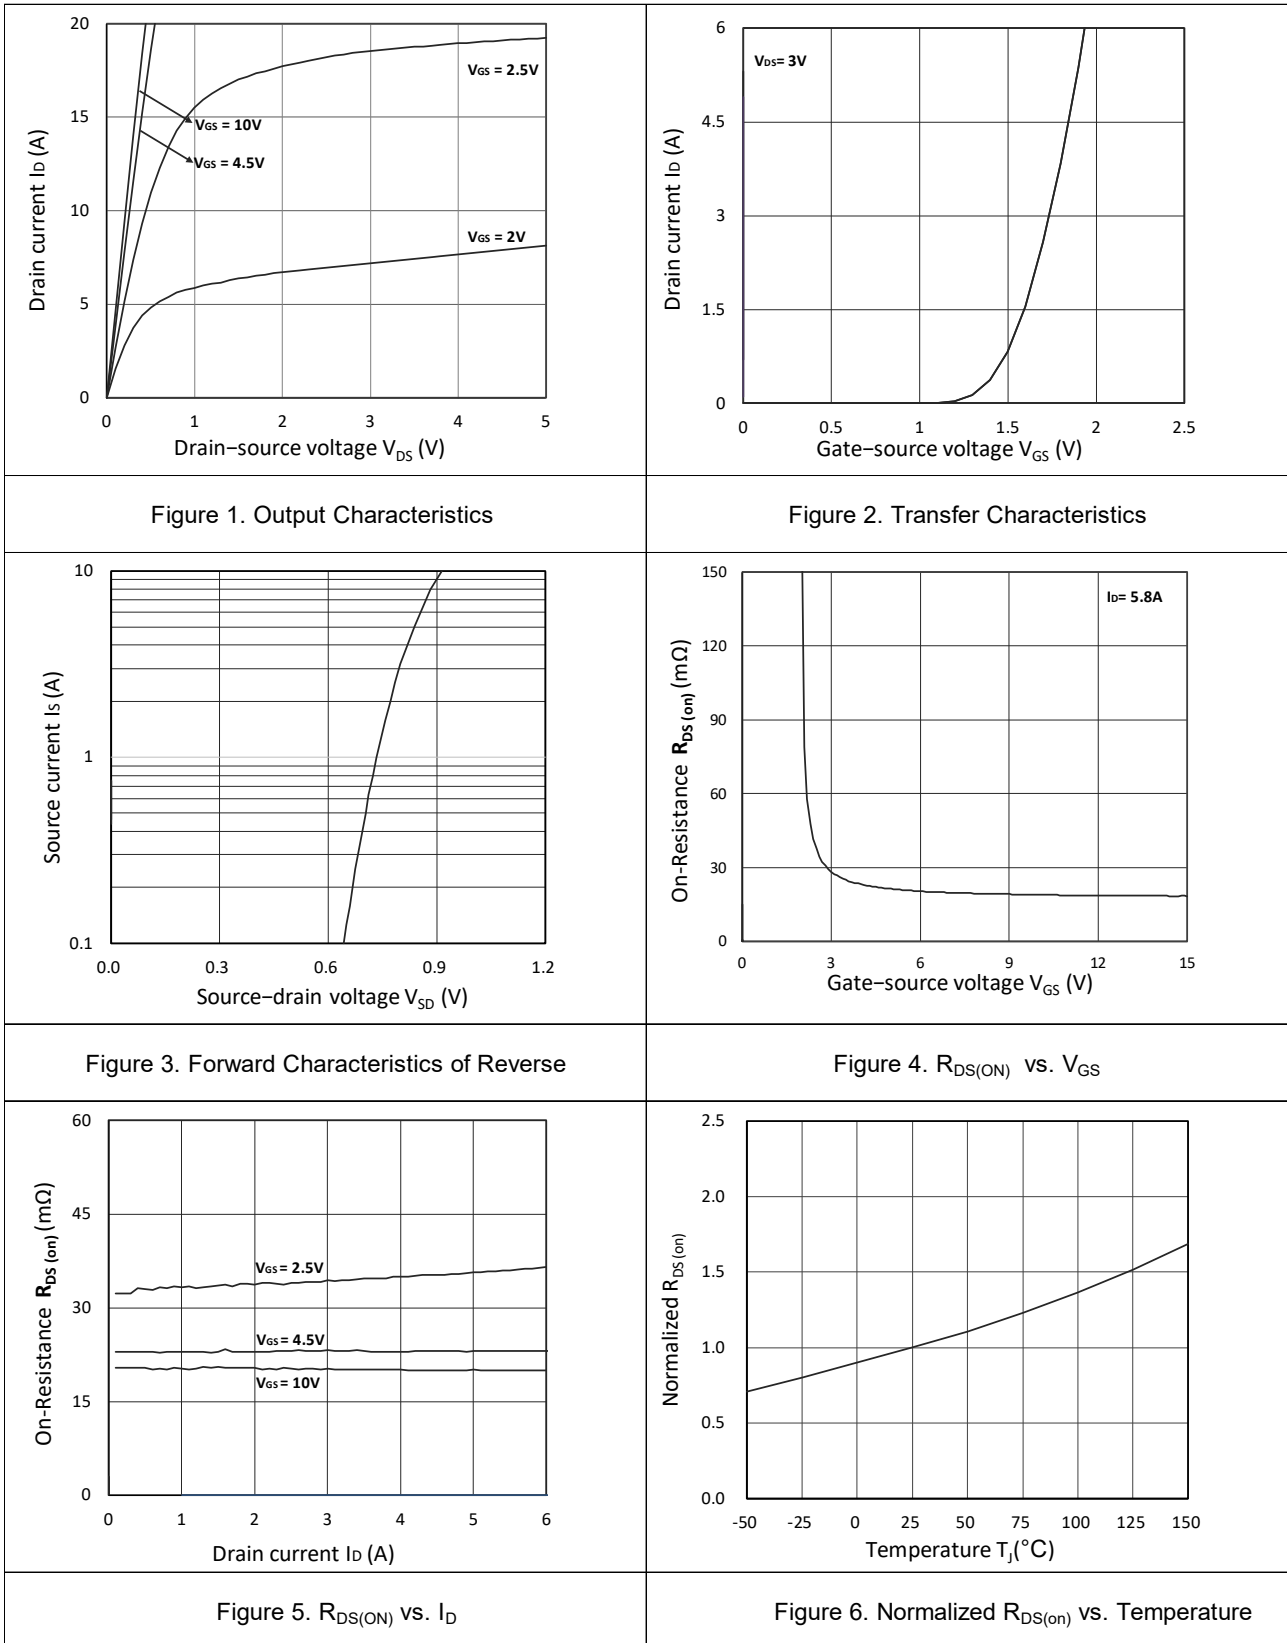 20
15
10
5
0
Drain current ID (A)
VGS = 2.5V
VGS = 10V
VGS = 4.5V
VGS = 2V
0 1 2 3 4 5
Drain−source voltage VDS (V)
Figure 1. Output Characteristics
6
4.5
3
1.5
0
Drain current ID (A)
VDS= 3V
0 0.5 1 1.5 2 2.5
Gate−source voltage VGS (V)
Figure 2. Transfer Characteristics
10
1
0.1
Source current IS (A)
0.0 0.3 0.6 0.9 1.2
Source−drain voltage VSD (V)
Figure 3. Forward Characteristics of Reverse
150
120
90
60
30
0
On-Resistance RDS (on) (mΩ)
ID= 5.8A
0 3 6 9 12 15
Gate−source voltage VGS (V)
Figure 4. RDS(ON) vs. VGS
60
45
30
15
0
On-Resistance RDS (on) (mΩ)
VGS = 2.5V
VGS = 4.5V
VGS = 10V
0 1 2 3 4 5 6
Drain current ID (A)
Figure 5. RDS(ON) vs. ID
2.5
2.0
1.5
1.0
0.5
0.0
Normalized RDS (on)
-50 -25 0 25 50 75 100 125 150
Temperature TJ(°C)
Figure 6. Normalized RDS(on) vs. Temperature